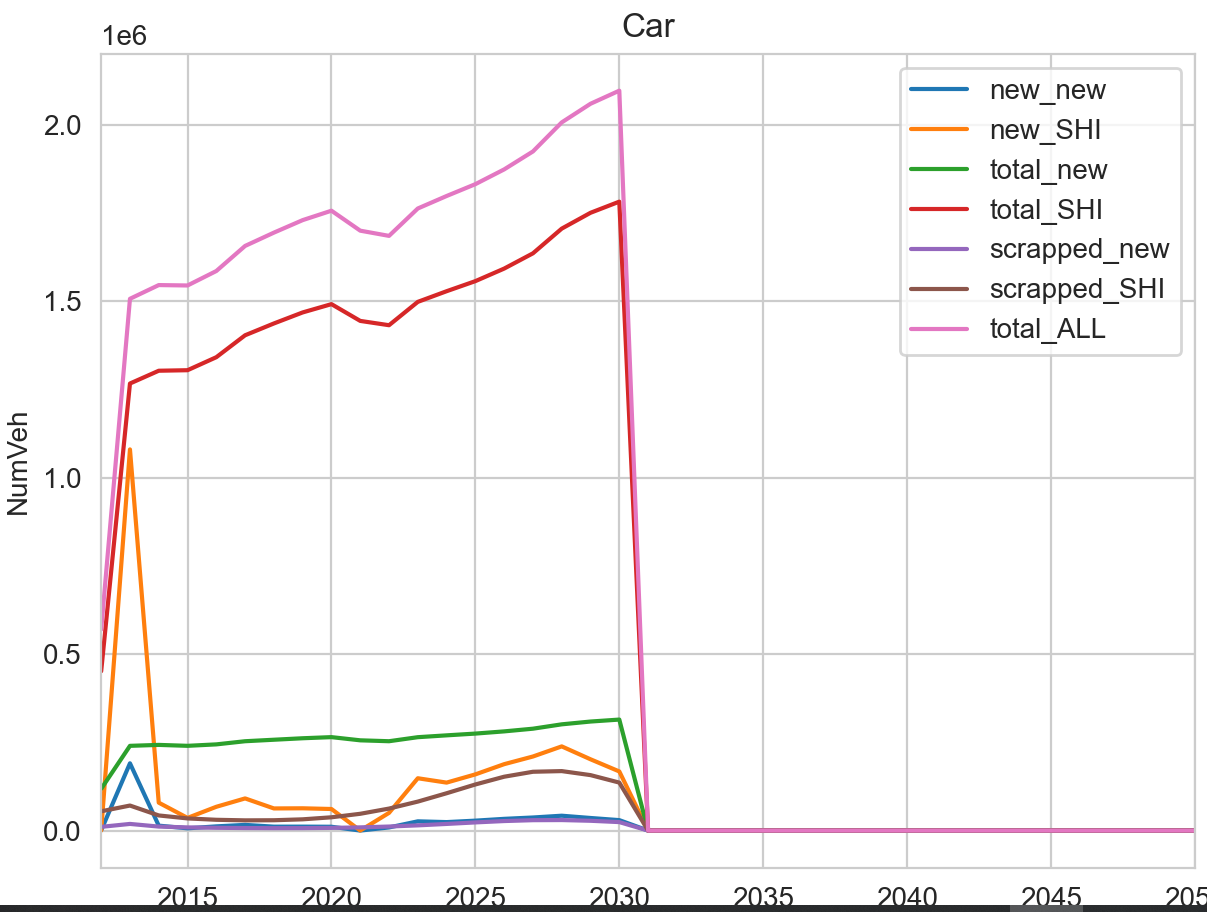 Car
1e6
2.0
1.5
1.0
0.5
0.0
NumVeh
new_new
new_SHI
total_new
total_SHI
scrapped_new
scrapped_SHI
total_ALL
2015 2020 2025 2030 2035 2040 2045 205